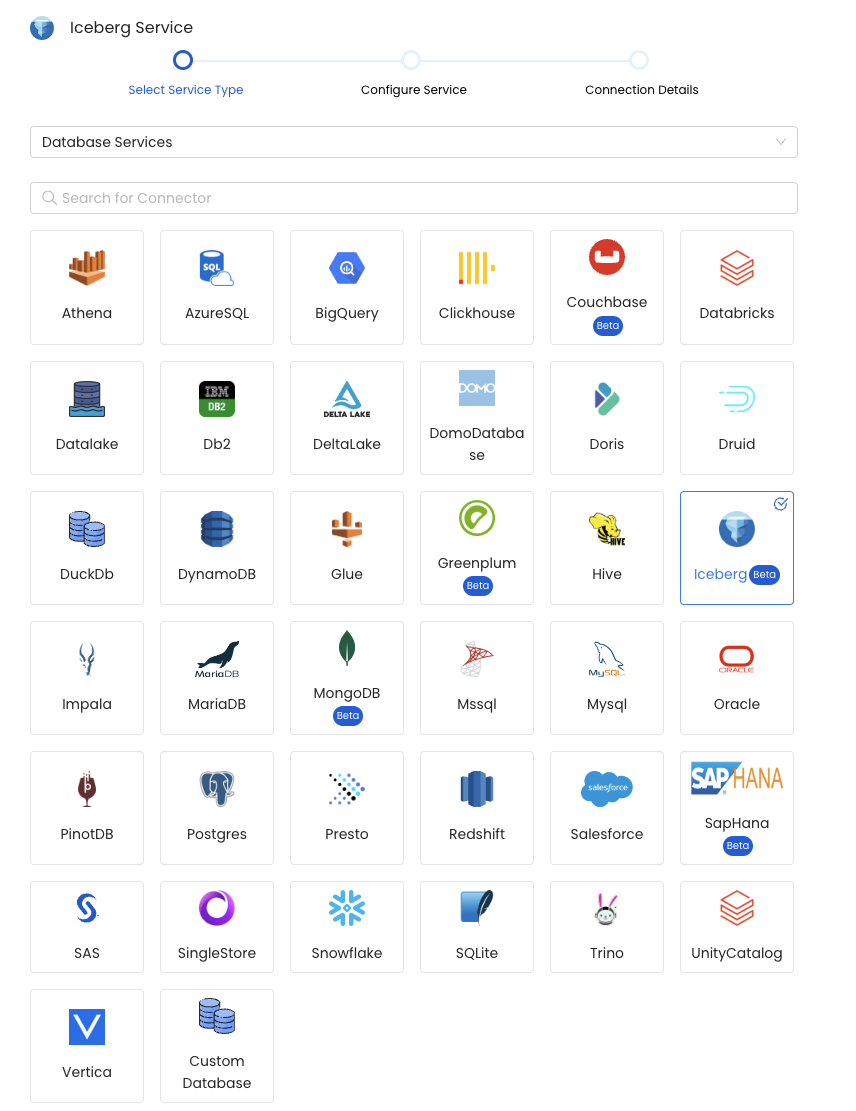 Iceberg Service
Select Service Type
Configure Service
Connection Details
Database Services
Search for Connector
Athena
SQL
AzureSQL
BigQuery
Clickhouse
Couchbase
Beta
Databricks
Datalake
IBM
DB2
Db2
DELTA LAKE
DeltaLake
DOMO
DomoDataba
se
Doris
Druid
DuckDb
DynamoDB
Glue
Greenplum
Beta
HIVE
Hive
Iceberg Beta
Impala
MariaDB
MariaDB
MongoDB
Beta
Mssql
MySQL
Mysql
ORACLE
Oracle
PinotDB
Postgres
Presto
Redshift
salesforce
Salesforce
SAP HANA
SapHana
Beta
SAS
SingleStore
Snowflake
SQLite
Trino
UnityCatalog
Vertica
Custom
Database